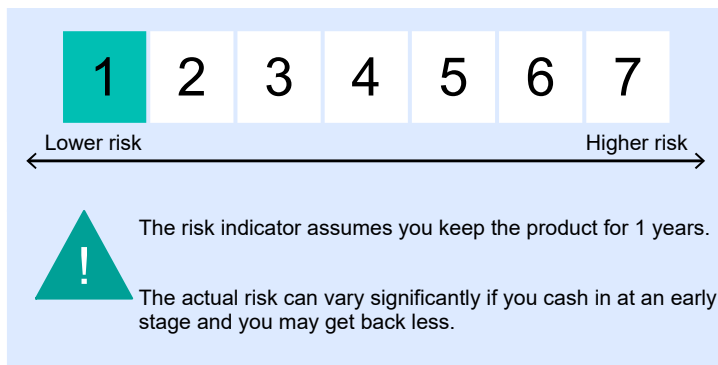 1 2 3 4 5 6 7
Lower risk Higher risk
The risk indicator assumes you keep the product for 1 years.
!
The actual risk can vary significantly if you cash in at an early
stage and you may get back less.